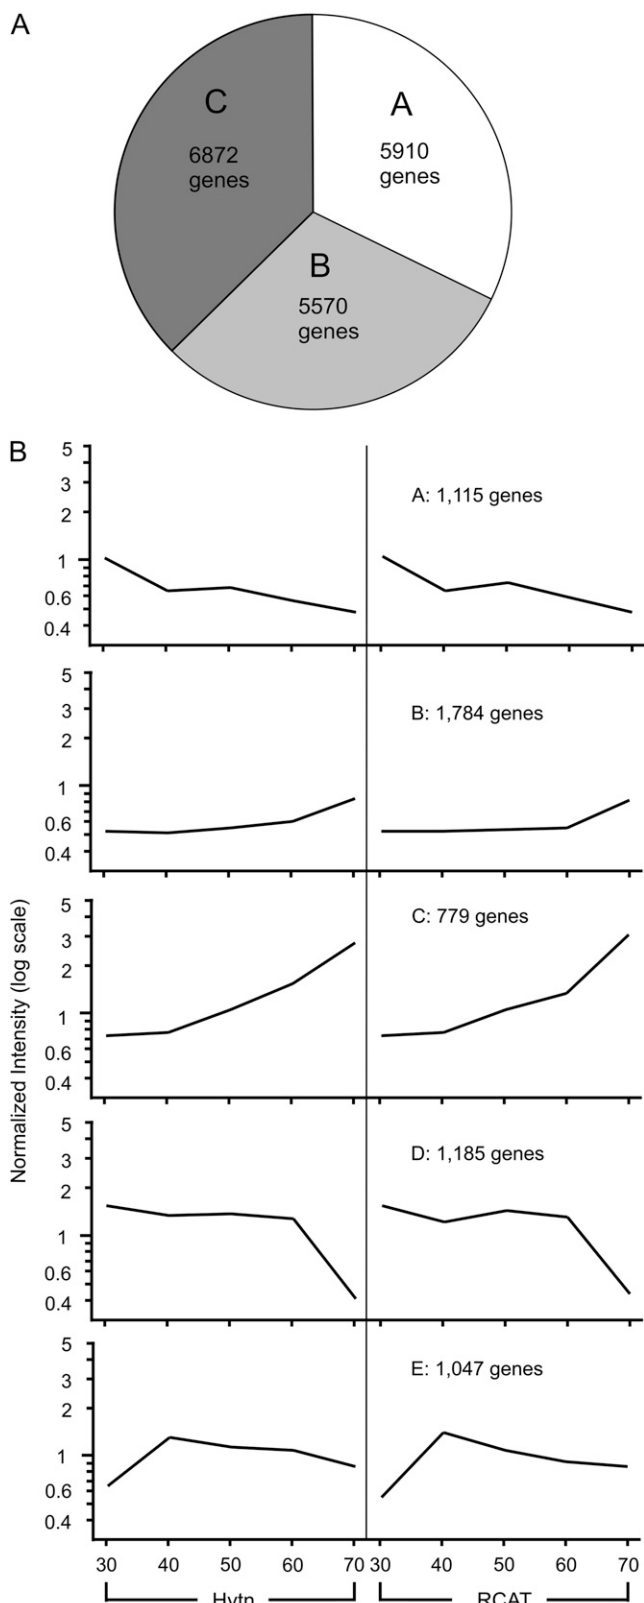 A
C
6872
genes
A
5910
genes
B
5570
genes
B
Normalized Intensity (log scale)
5
3
2
1
0.6
0.4
A: 1,115 genes
5
3
2
1
0.6
0.4
B: 1,784 genes
5
3
2
1
0.6
0.4
C: 779 genes
5
3
2
1
0.6
0.4
D: 1,185 genes
5
3
2
1
0.6
0.4
E: 1,047 genes
30 40 50 60 70 30 40 50 60 70
RCAT